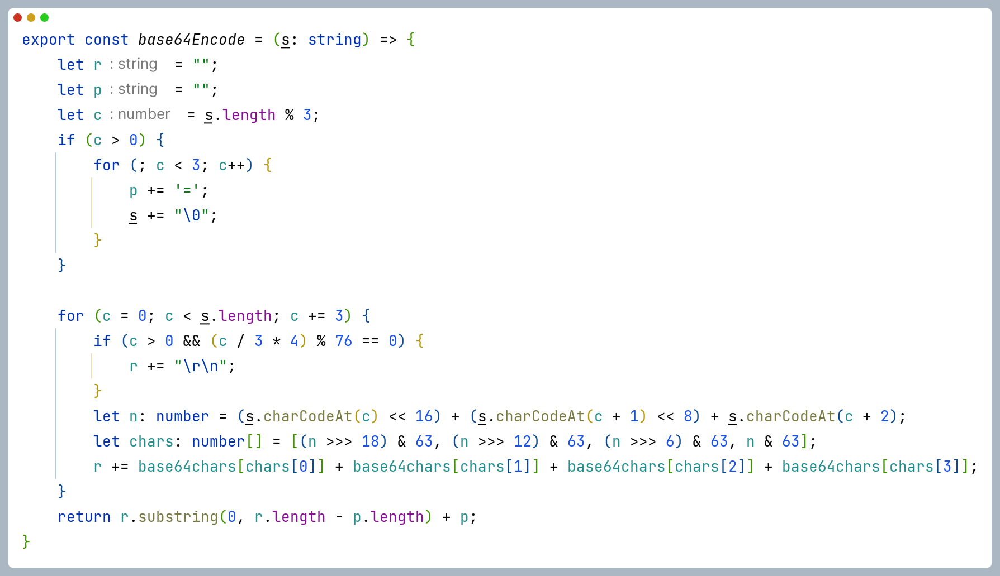 export const base64Encode = (s: string) => {
    let r : string = "";
    let p : string = "";
    let c : number = s.length % 3;
    if (c > 0) {
        for (; c < 3; c++) {
            p += '=';
            s += "\0";
        }
    }

    for (c = 0; c < s.length; c += 3) {
        if (c > 0 && (c / 3 * 4) % 76 == 0) {
            r += "\r\n";
        }
        let n: number = (s.charCodeAt(c) << 16) + (s.charCodeAt(c + 1) << 8) + s.charCodeAt(c + 2);
        let chars: number[] = [(n >>> 18) & 63, (n >>> 12) & 63, (n >>> 6) & 63, n & 63];
        r += base64chars[chars[0]] + base64chars[chars[1]] + base64chars[chars[2]] + base64chars[chars[3]];
    }
    return r.substring(0, r.length - p.length) + p;
}